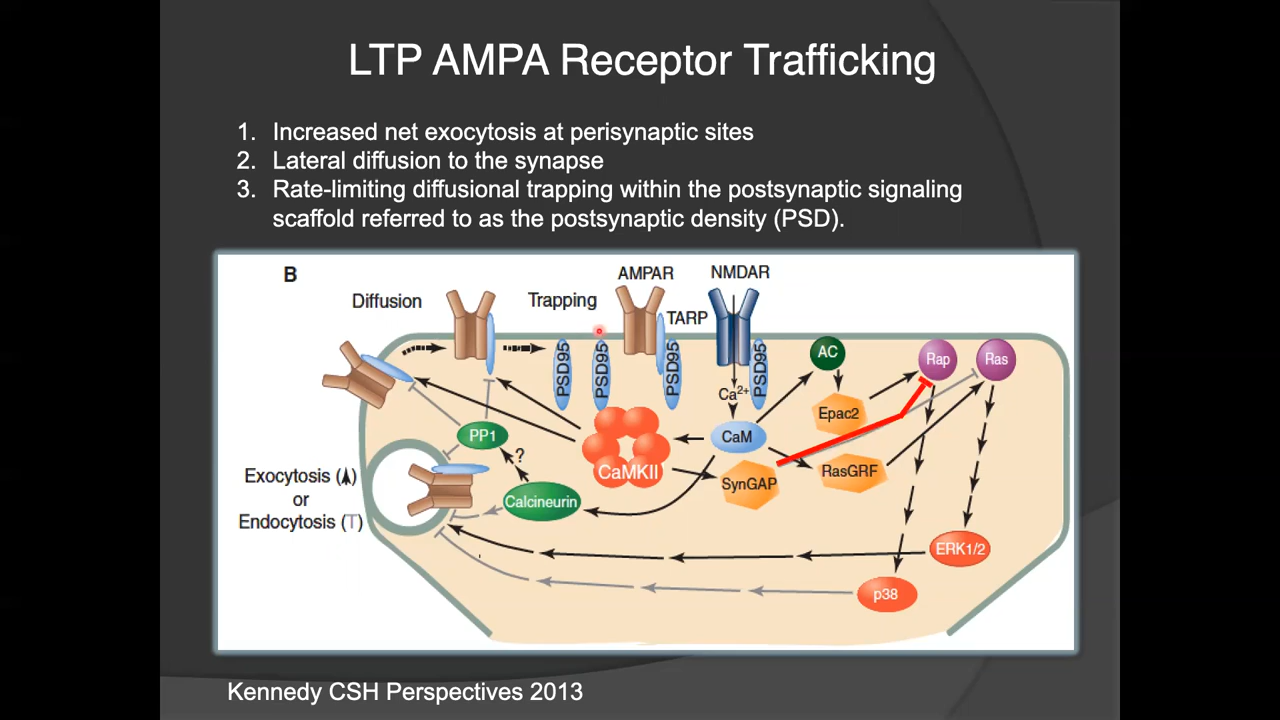 LTP AMPA Receptor Trafficking
1. Increased net exocytosis at perisynaptic sites
2. Lateral diffusion to the synapse
3. Rate-limiting diffusional trapping within the postsynaptic signaling
scaffold referred to as the postsynaptic density (PSD).
B
AMPAR
NMDAR
Diffusion
Trapping
TARP
PSD95
PSD95
PSD95
PSD95
AC
Rap
Ras
Ca2+
Epac2
PP1
CaM
?
CaMKII
SynGAP
RasGRF
Exocytosis ( )
or
Endocytosis (T)
Calcineurin
ERK1/2
p38
Kennedy CSH Perspectives 2013